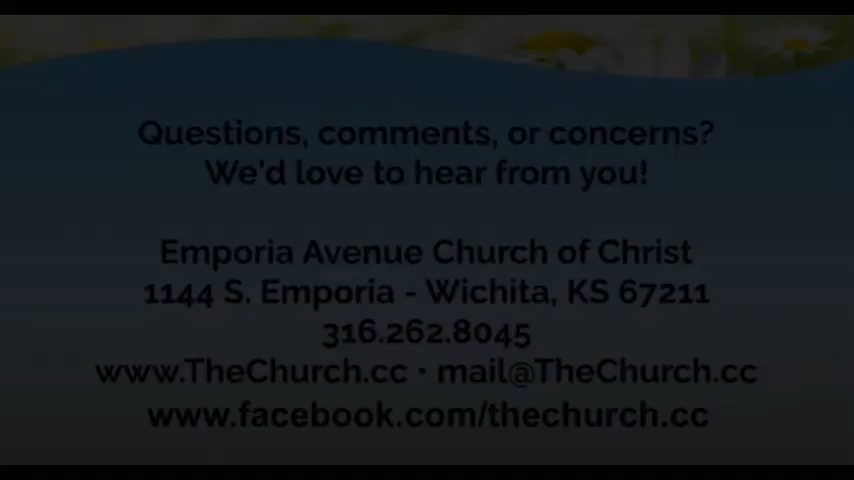 Questions, comments, or concerns?
We'd love to hear from you!
Emporia Avenue Church of Christ
1144 S. Emporia - Wichita, KS 67211
316.262.8045
www.TheChurch.cc • mail@TheChurch.cc
www.facebook.com/thechurch.cc